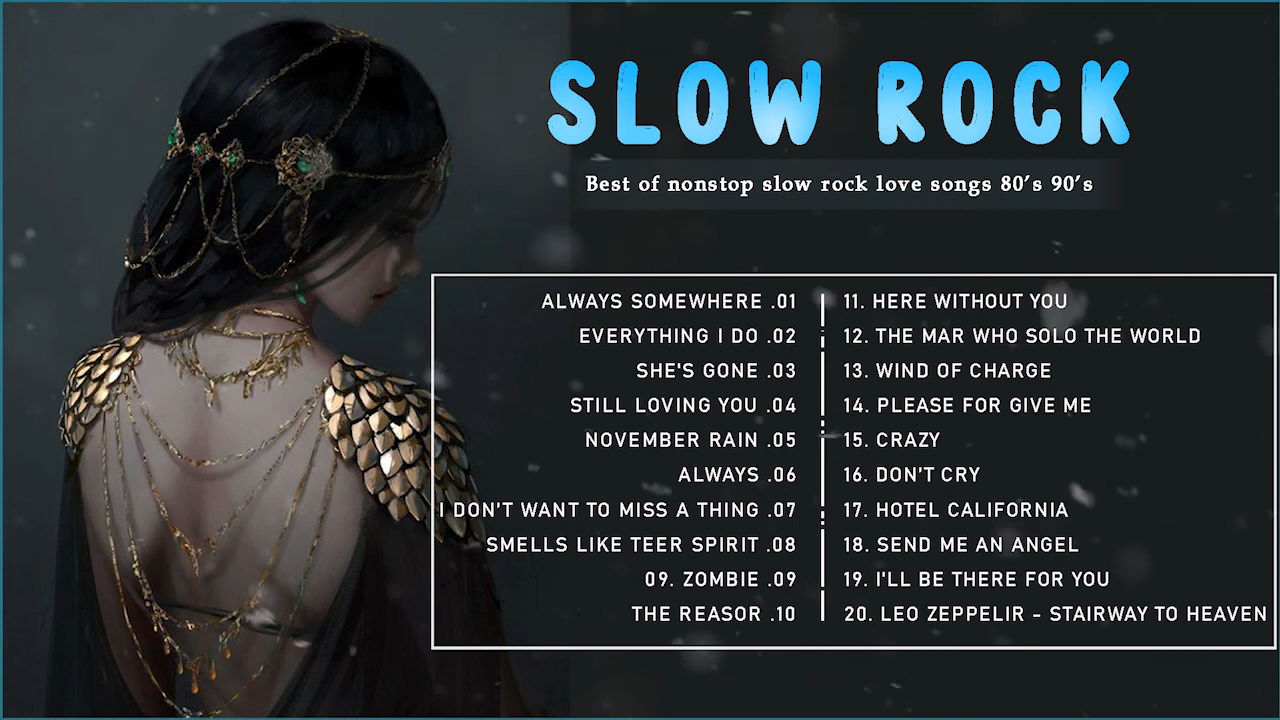 SLOW ROCK
Best of nonstop slow rock love songs 80's 90's
ALWAYS SOMEWHERE .01
EVERYTHING I DO .02
SHE'S GONE .03
STILL LOVING YOU .04
NOVEMBER RAIN .05
ALWAYS .06
I DON'T WANT TO MISS A THING .07
SMELLS LIKE TEER SPIRIT .08
09. ZOMBIE .09
THE REASOR .10
11. HERE WITHOUT YOU
12. THE MAR WHO SOLO THE WORLD
13. WIND OF CHARGE
14. PLEASE FOR GIVE ME
15. CRAZY
16. DON'T CRY
17. HOTEL CALIFORNIA
18. SEND ME AN ANGEL
19. I'LL BE THERE FOR YOU
20. LEO ZEPPELIR - STAIRWAY TO HEAVEN